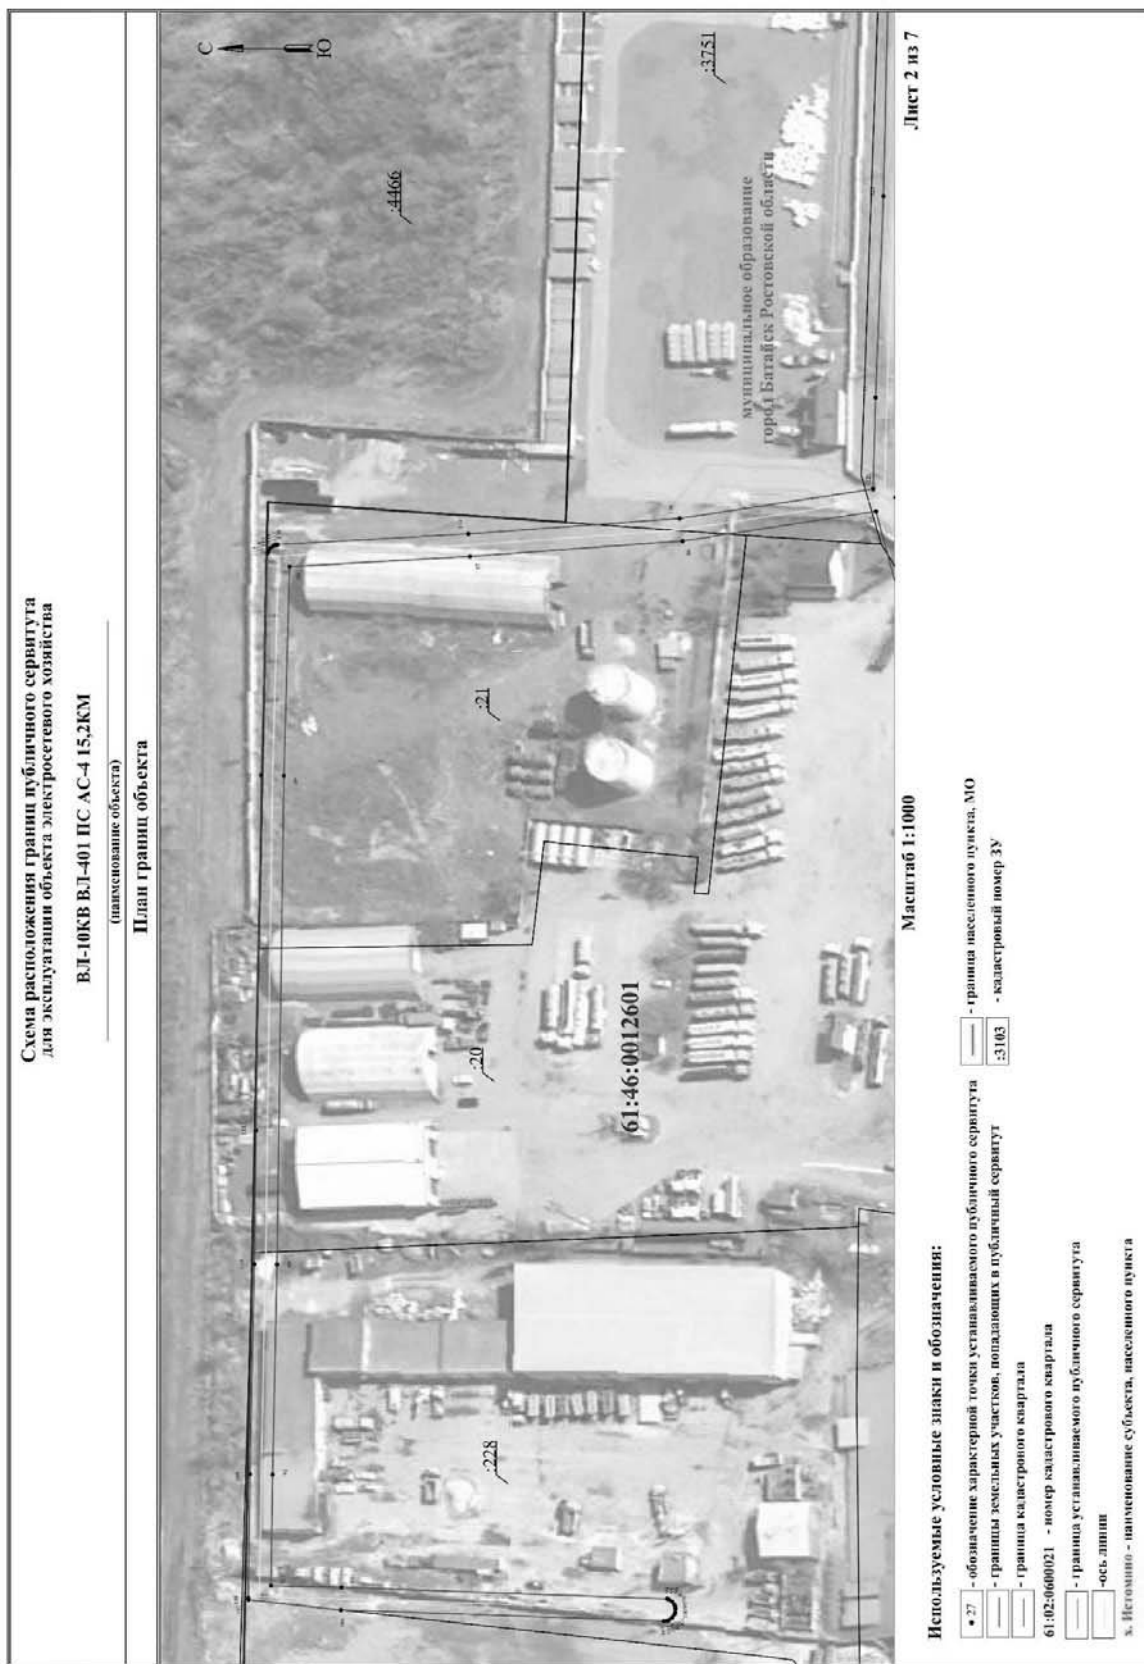 Схема расположения границ публичного сервитута
для эксплуатации объекта электросетевого хозяйства
ВЛ-10КВ ВЛ-401 ПС АС-4 15,2КМ
(наименование объекта)
План границ объекта
С
Ю
:4466
:3751
муниципальное образование
город Батайск Ростовской области
:21
:20
61:46:0012601
:228
Масштаб 1:1000
Лист 2 из 7
Используемые условные знаки и обозначения:
• 27 - обозначение характерной точки устанавливаемого публичного сервитута
- границы земельных участков, попадающих в публичный сервитут
- граница кадастрового квартала
61:02:0600021 - номер кадастрового квартала
- граница устанавливаемого публичного сервитута
-ось линии
х. Истомино - наименование субъекта, населенного пункта
- граница населенного пункта, МО
:3103 - кадастровый номер ЗУ